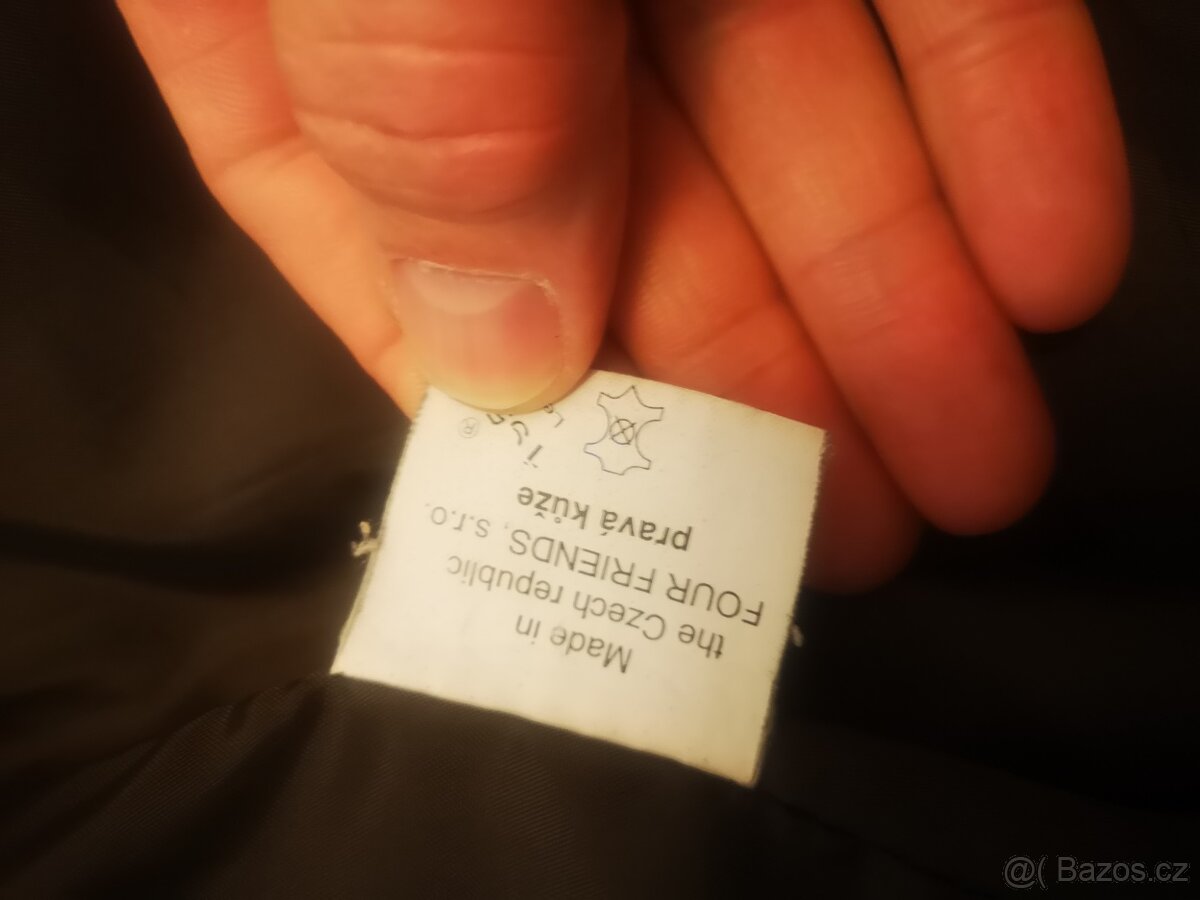 Made in
the Czech republic
FOUR FRIENDS, s.r.o.
pravá kůže
®
@( Bazos.cz